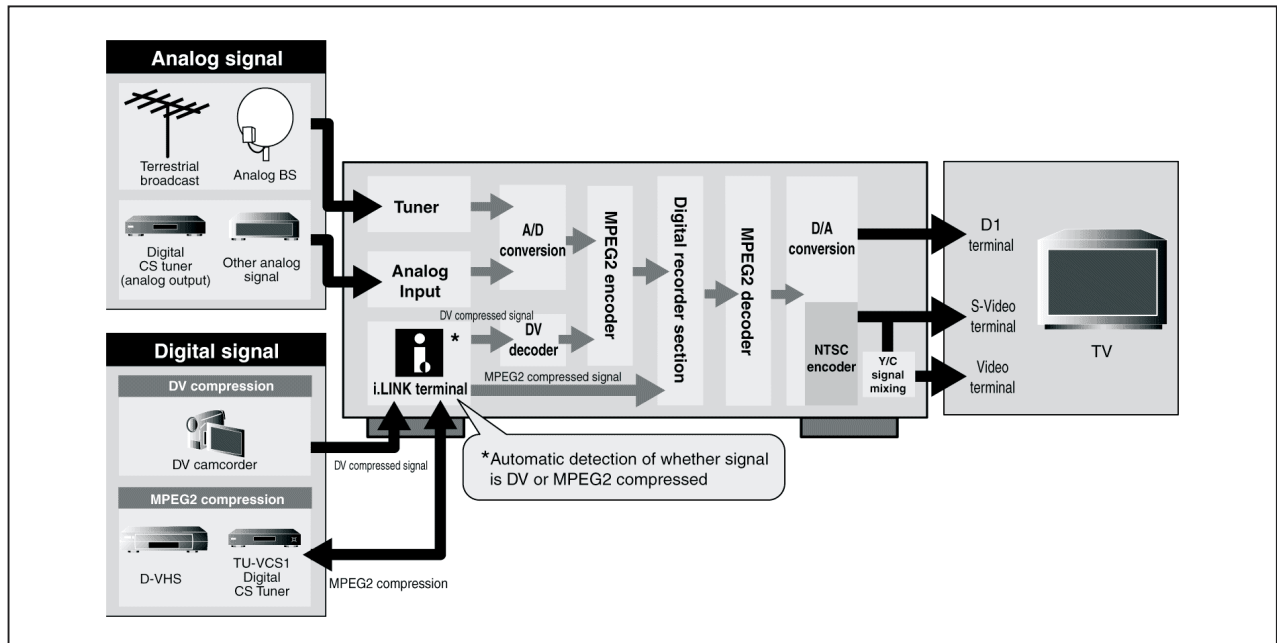 Analog signal
Terrestrial
broadcast
Analog BS
Digital
CS tuner
(analog output)
Other analog
signal
Digital signal
DV compression
DV camcorder
MPEG2 compression
D-VHS
TU-VCS1
Digital
CS Tuner
Tuner
Analog
Input
DV compressed signal
*
i.LINK terminal
A/D
conversion
DV
decoder
MPEG2 compressed signal
MPEG2 encoder
Digital recorder section
MPEG2 decoder
D/A
conversion
NTSC
encoder
Y/C
signal
mixing
DV compressed signal
MPEG2 compression
*Automatic detection of whether signal
is DV or MPEG2 compressed
D1
terminal
S-Video
terminal
Video
terminal
TV